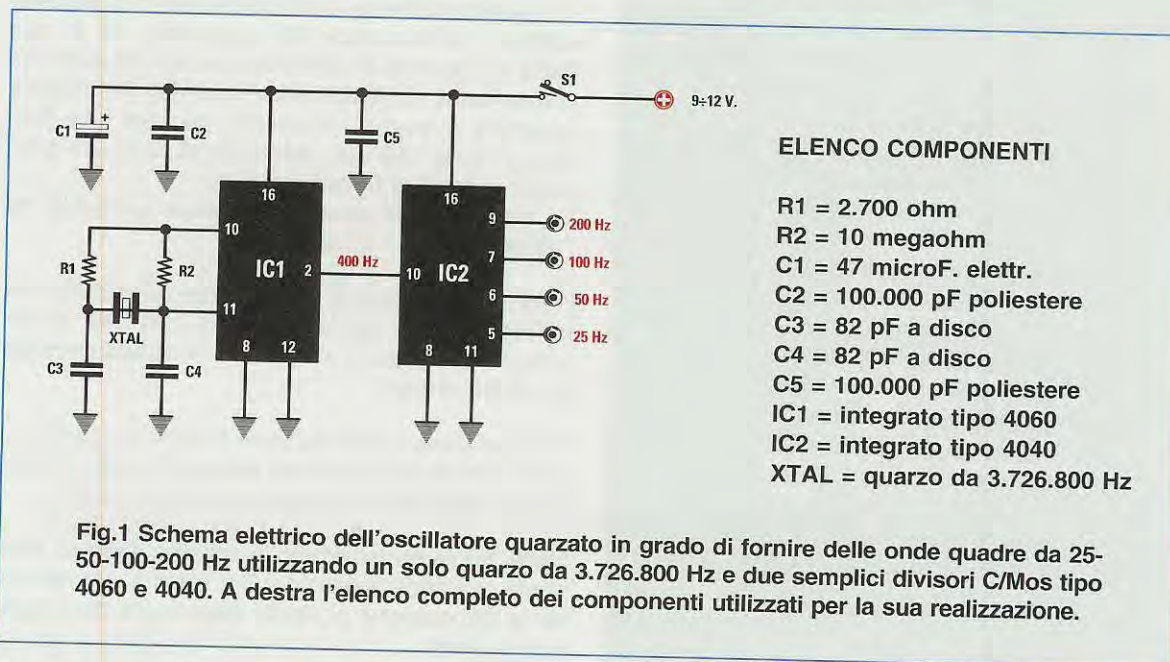 S1
9÷12 V.
C1
+
C2
C5
16
16
10
IC1
2
400 Hz
10
IC2
9
200 Hz
7
100 Hz
6
50 Hz
5
25 Hz
R1
R2
XTAL
11
8
12
8
11
C3
C4
ELENCO COMPONENTI
R1 = 2.700 ohm
R2 = 10 megaohm
C1 = 47 microF. elettr.
C2 = 100.000 pF poliestere
C3 = 82 pF a disco
C4 = 82 pF a disco
C5 = 100.000 pF poliestere
IC1 = integrato tipo 4060
IC2 = integrato tipo 4040
XTAL = quarzo da 3.726.800 Hz
Fig.1 Schema elettrico dell'oscillatore quarzato in grado di fornire delle onde quadre da 25-
50-100-200 Hz utilizzando un solo quarzo da 3.726.800 Hz e due semplici divisori C/Mos tipo
4060 e 4040. A destra l'elenco completo dei componenti utilizzati per la sua realizzazione.